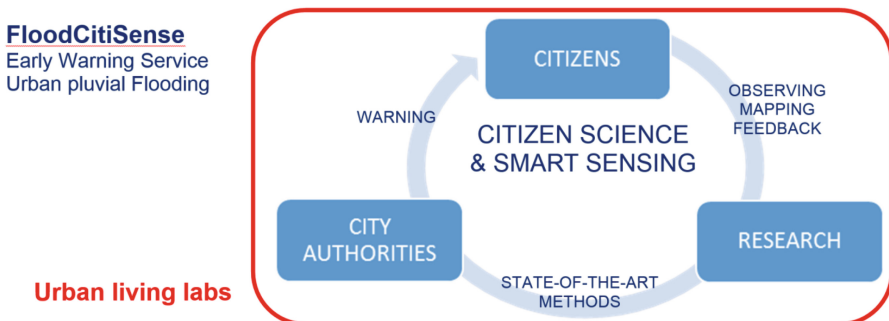 FloodCitiSense
Early Warning Service
Urban pluvial Flooding
CITIZENS
OBSERVING
MAPPING
FEEDBACK
WARNING
CITIZEN SCIENCE
& SMART SENSING
CITY
AUTHORITIES
RESEARCH
STATE-OF-THE-ART
METHODS
Urban living labs